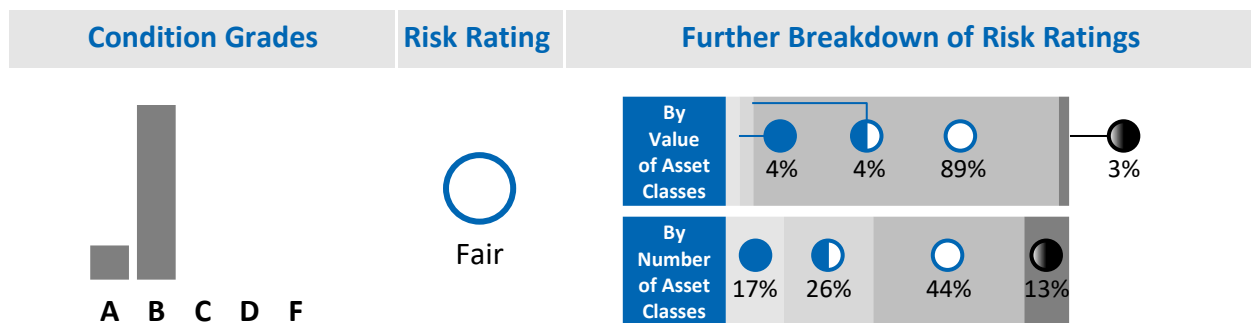 Condition Grades
Risk Rating
Further Breakdown of Risk Ratings
A B C D F
Fair
By
Value
of Asset
Classes
4% 4% 89% 3%
By
Number
of Asset
Classes
17% 26% 44% 13%